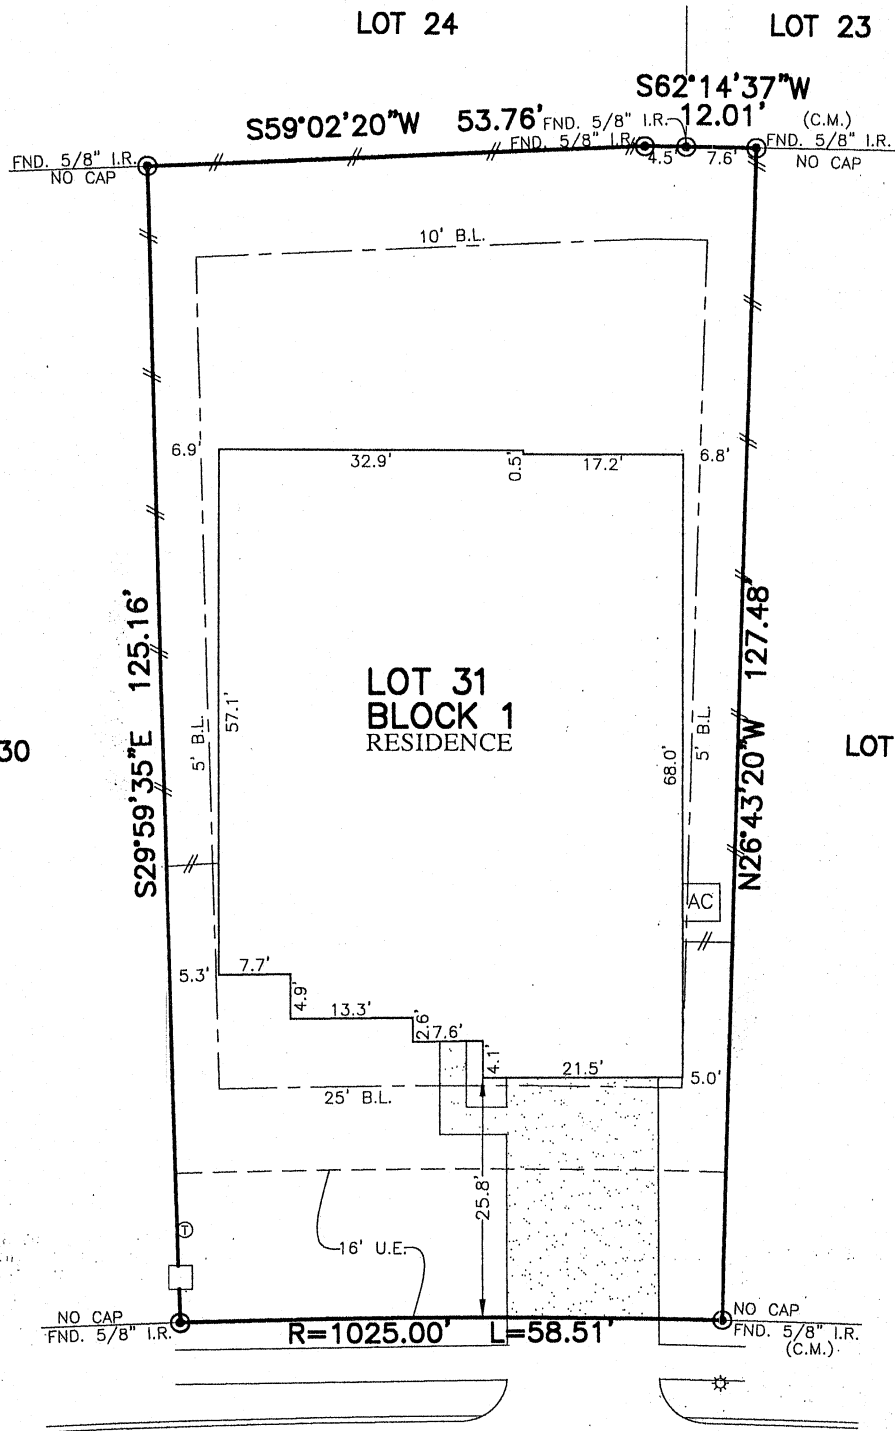 LOT 24
LOT 23
S62°14'37"W
12.01'
(C.M.)
S59°02'20"W 53.76'
FND. 5/8" I.R.
FND. 5/8" I.R.
FND. 5/8" I.R.
NO CAP
4.5'
7.6'
FND. 5/8" I.R.
NO CAP
10' B.L.
6.9'
32.9'
0.5'
17.2'
6.8'
S29°59'35"E 125.16'
5' B.L.
57.1'
LOT 31
BLOCK 1
RESIDENCE
68.0'
5' B.L.
N26°43'20"W 127.48'
30
LOT
AC
5.3'
7.7'
4.9'
13.3'
2.6'
7.6'
4.1'
21.5'
5.0'
25' B.L.
25.8'
T
16' U.E.
NO CAP
FND. 5/8" I.R.
R=1025.00' L=58.51'
NO CAP
FND. 5/8" I.R.
(C.M.)